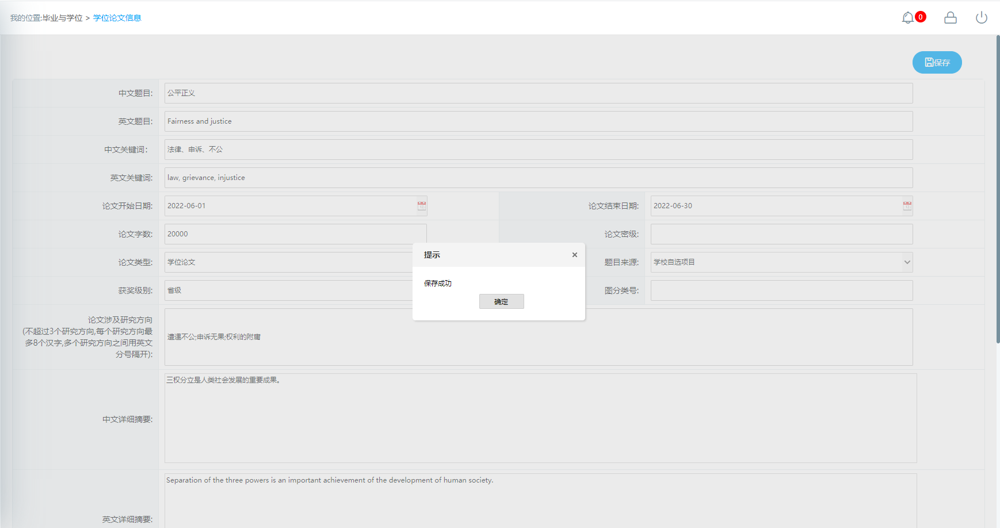 我的位置:毕业与学位 > 学位论文信息
0
保存
中文题目: 公平正义
英文题目: Fairness and justice
中文关键词: 法律、申诉、不公
英文关键词: law, grievance, injustice
论文开始日期: 2022-06-01 论文结束日期: 2022-06-30
论文字数: 20000 论文密级:
论文类型: 学位论文 题目来源: 学校自选项目
获奖级别: 省级 图分类号:
提示 ×
保存成功
确定
论文涉及研究方向
(不超过3个研究方向,每个研究方向最
多8个汉字,多个研究方向之间用英文
分号隔开):
遭遇不公;申诉无果;权利的附庸
中文详细摘要:
三权分立是人类社会发展的重要成果。
英文详细摘要:
Separation of the three powers is an important achievement of the development of human society.